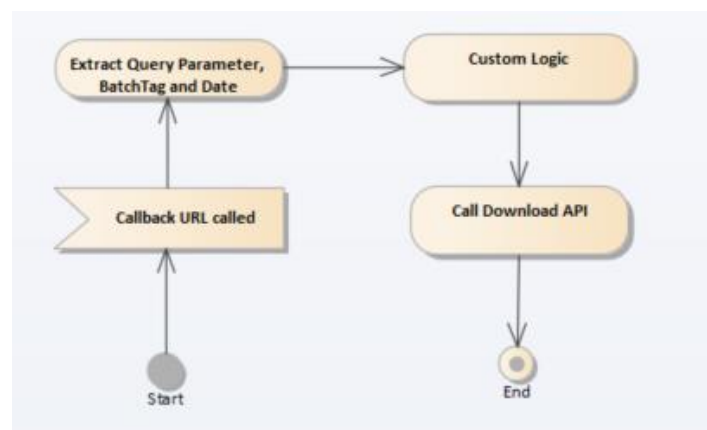 Extract Query Parameter,
BatchTag and Date
Custom Logic
Callback URL called
Call Download API
Start
End